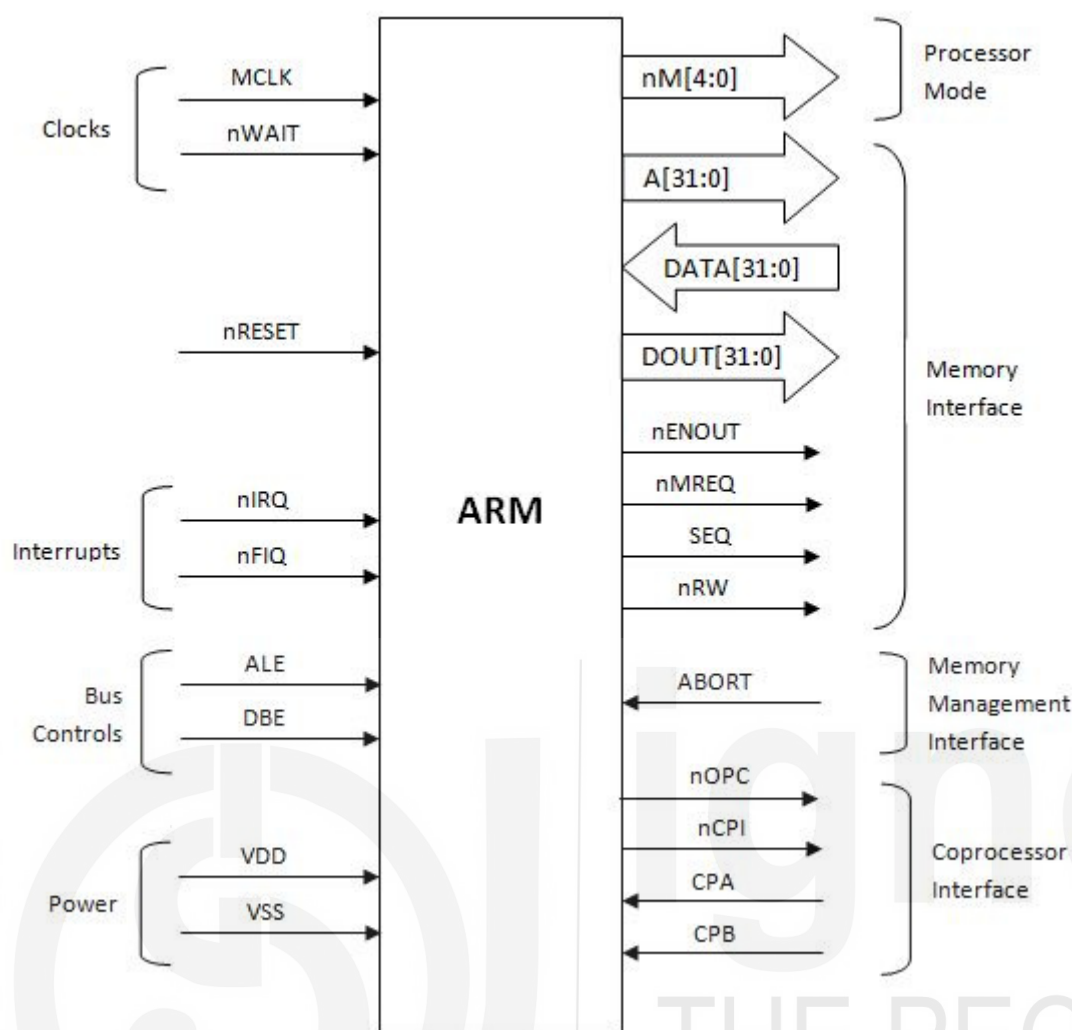 MCLK
nWAIT
Clocks
nRESET
nIRQ
nFIQ
Interrupts
ALE
DBE
Bus
Controls
VDD
VSS
Power
ARM
nM[4:0]
Processor
Mode
A[31:0]
DATA[31:0]
DOUT[31:0]
nENOUT
nMREQ
SEQ
nRW
Memory
Interface
ABORT
Memory
Management
Interface
nOPC
nCPI
CPA
CPB
Coprocessor
Interface
THE